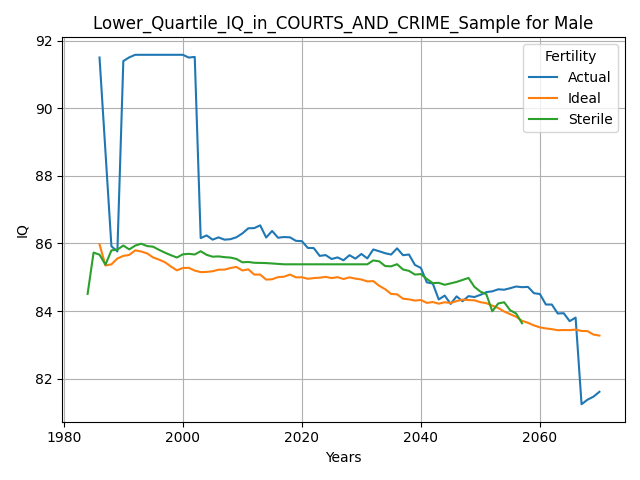 Lower_Quartile_IQ_in_COURTS_AND_CRIME_Sample for Male
92
90
88
86
84
82
IQ
1980
2000
2020
2040
2060
Years
Fertility
Actual
Ideal
Sterile